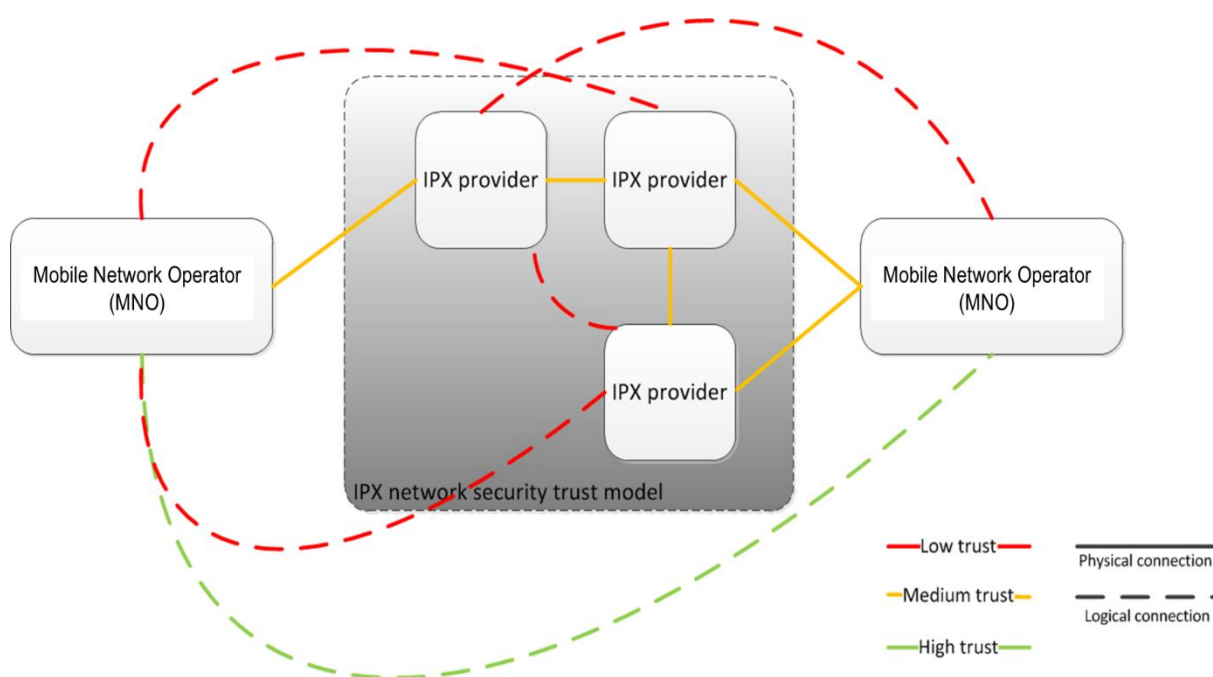 IPX provider
IPX provider
Mobile Network Operator
(MNO)
Mobile Network Operator
(MNO)
IPX provider
IPX network security trust model
Low trust
Physical connection
Medium trust
Logical connection
High trust